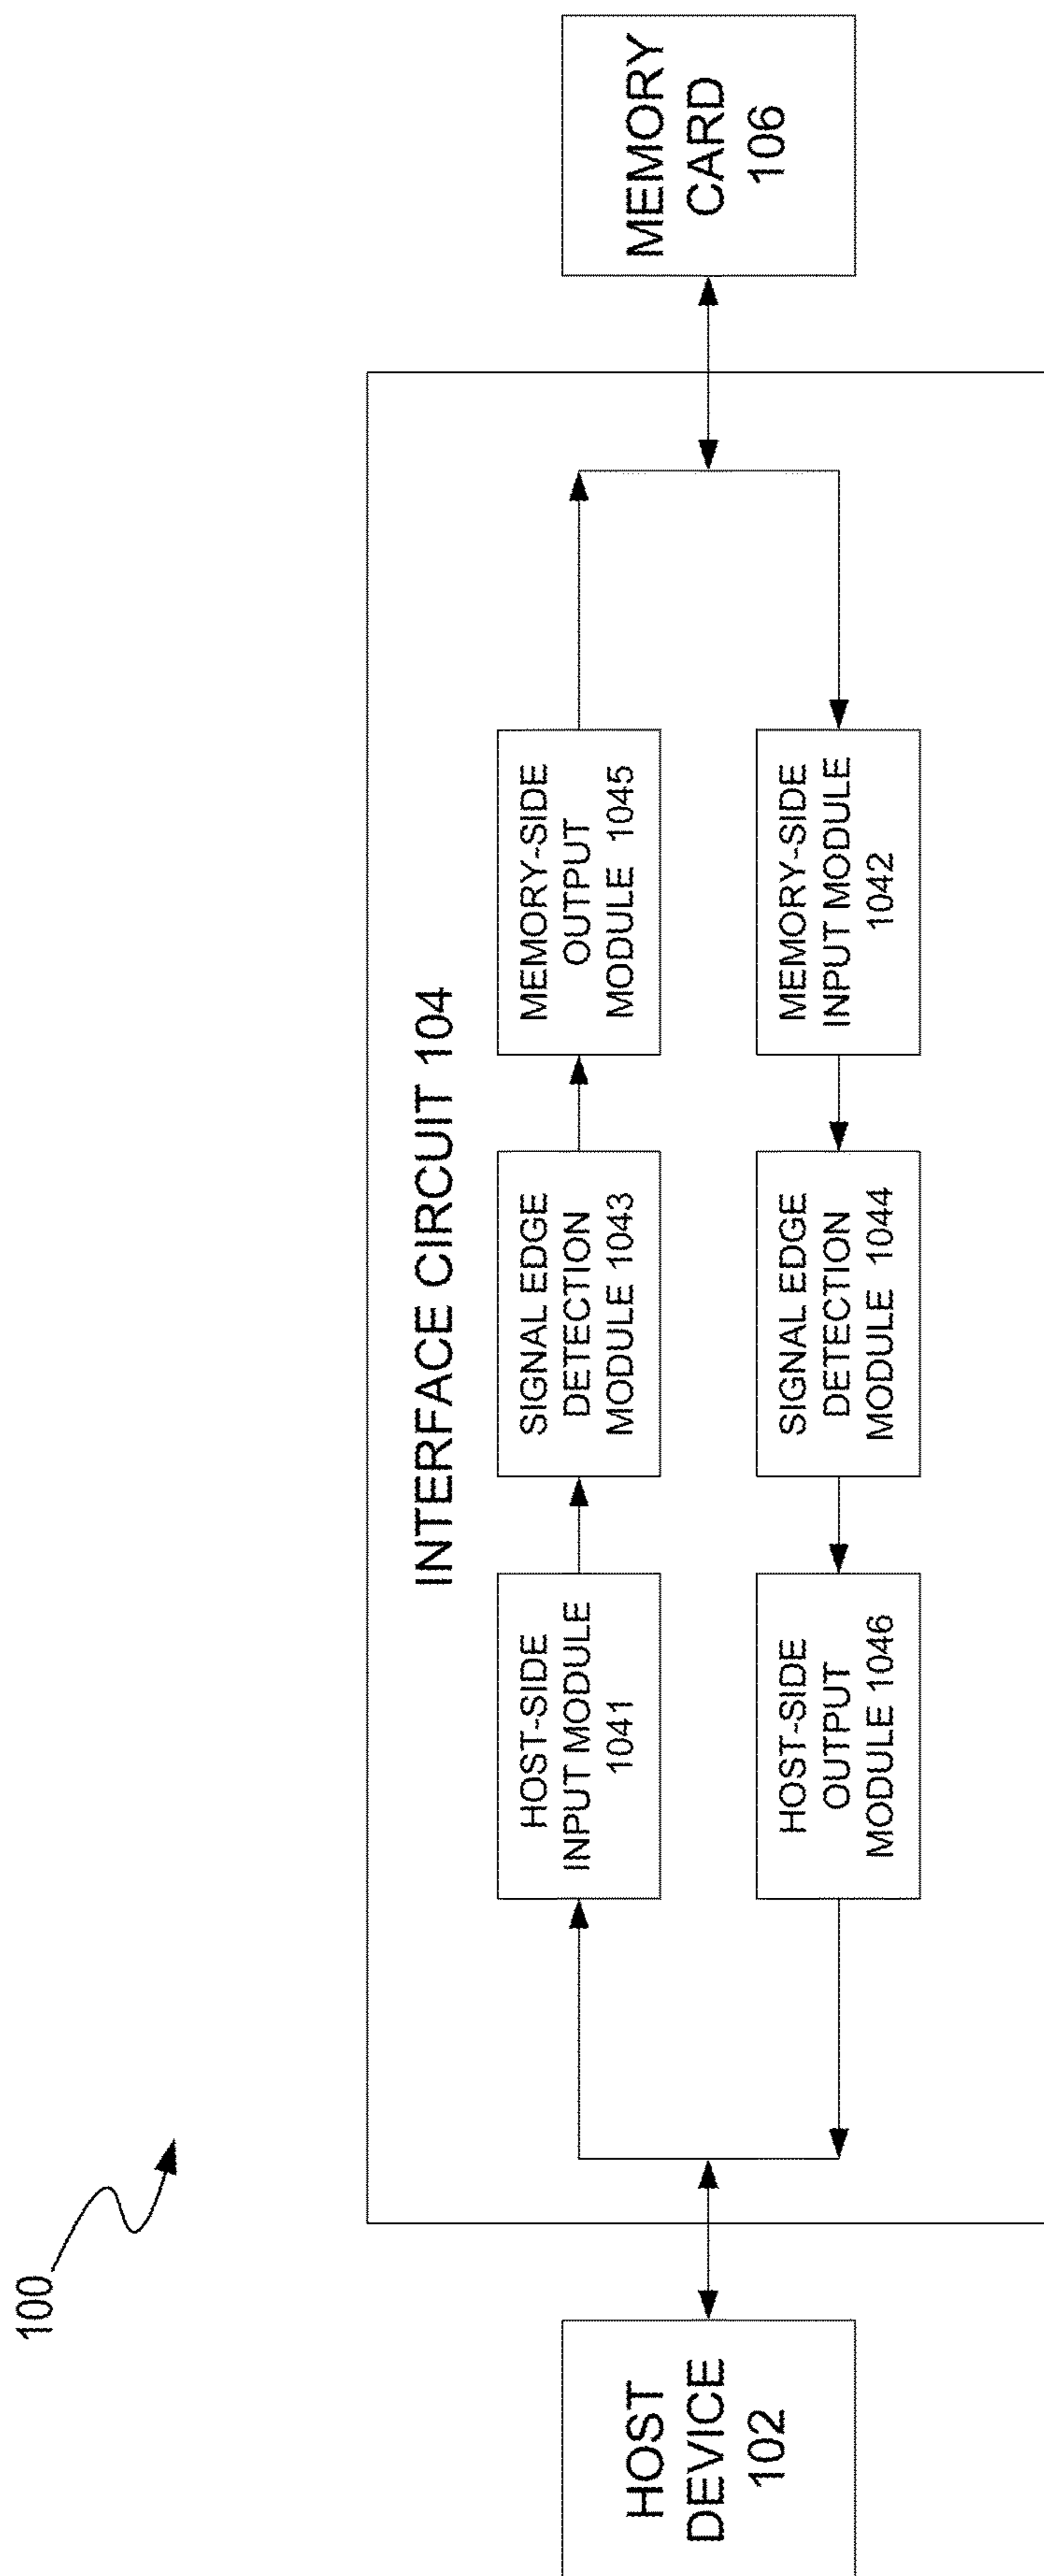 100
INTERFACE CIRCUIT 104
HOST
DEVICE
102
HOST-SIDE
INPUT MODULE
1041
SIGNAL EDGE
DETECTION
MODULE 1043
MEMORY-SIDE
OUTPUT
MODULE 1045
MEMORY
CARD
106
HOST-SIDE
OUTPUT
MODULE 1046
SIGNAL EDGE
DETECTION
MODULE 1044
MEMORY-SIDE
INPUT MODULE
1042